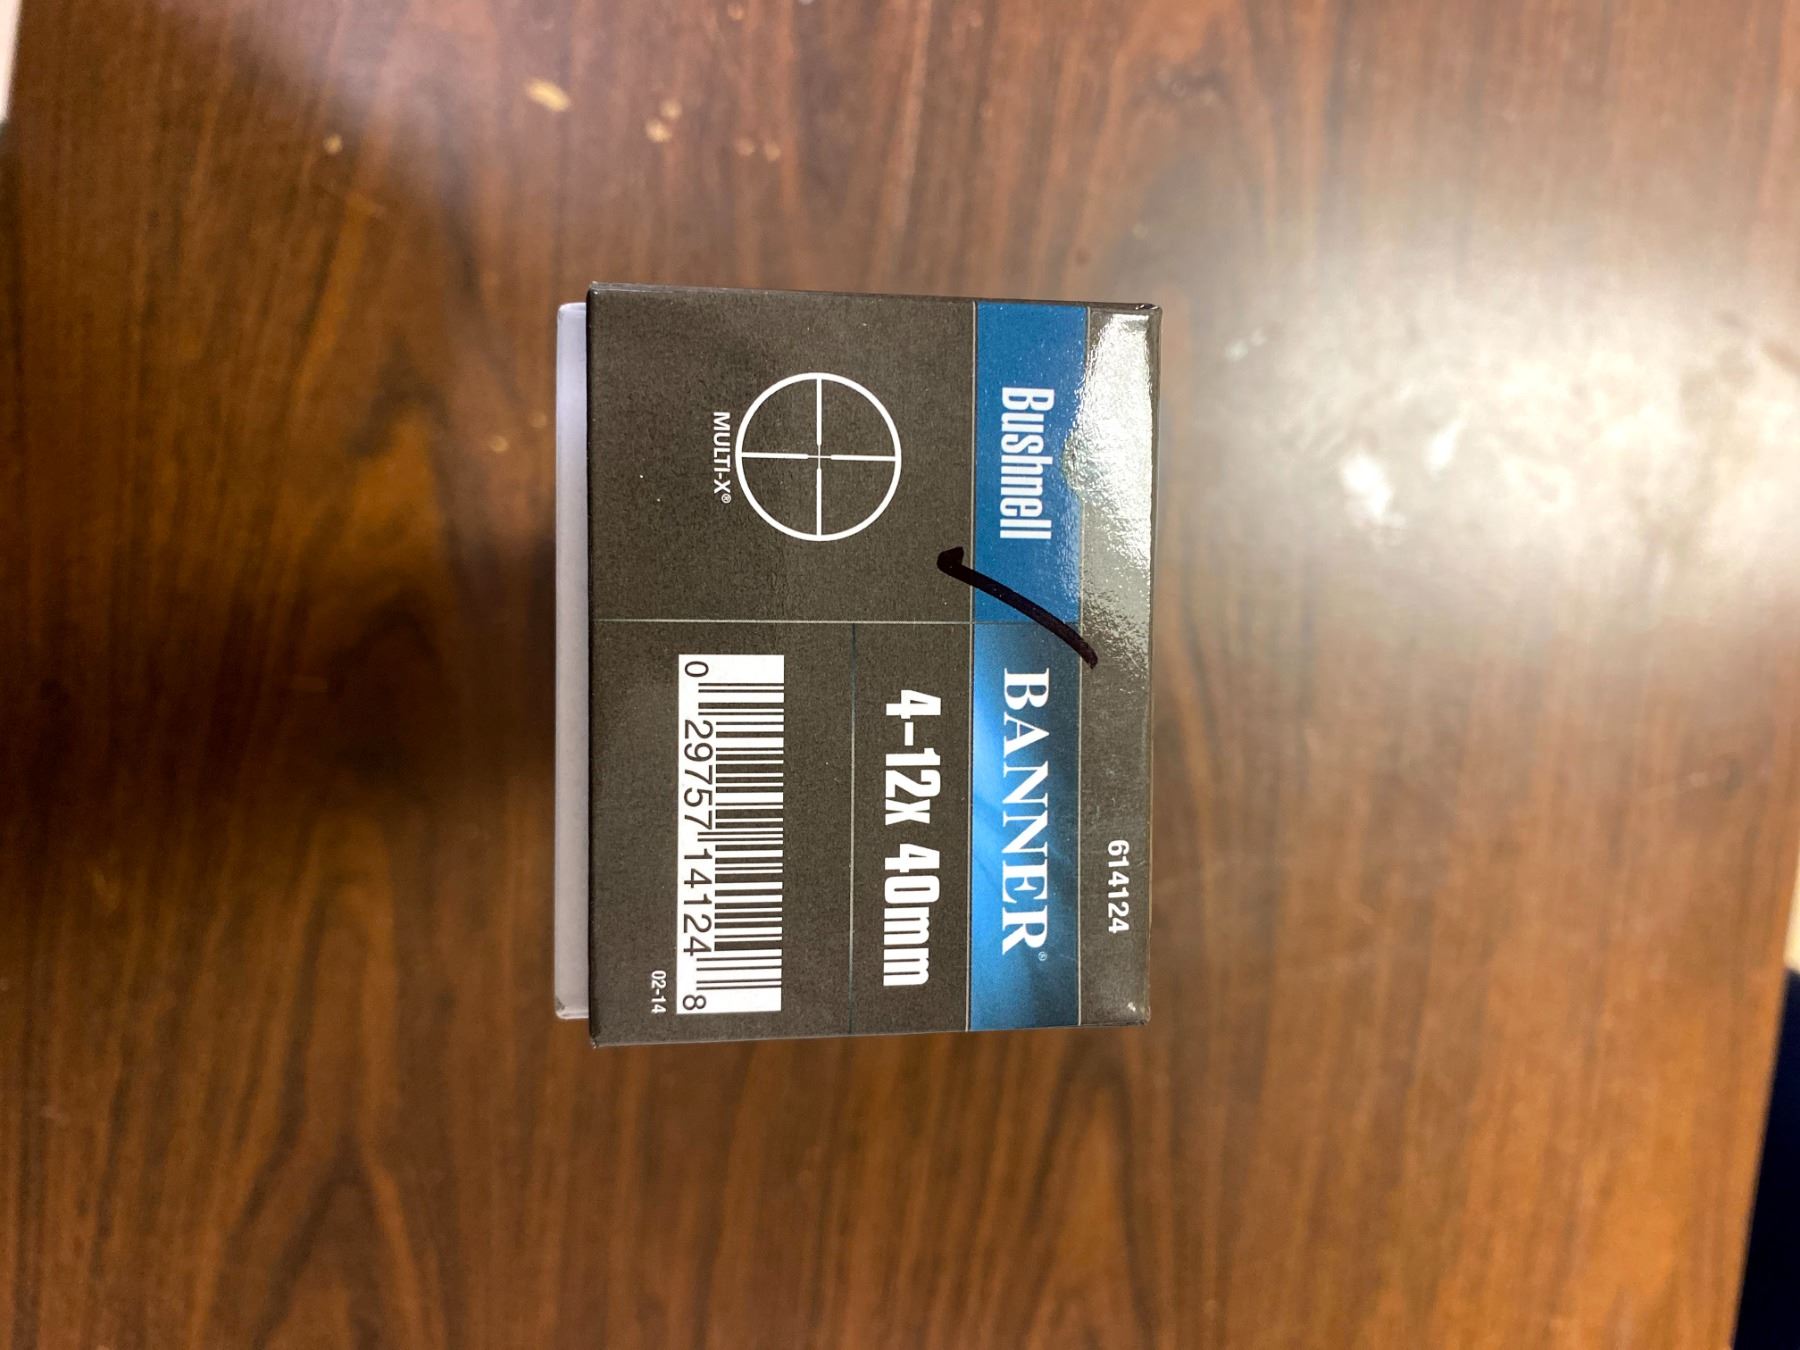 614124
Bushnell BANNER®
4-12x 40mm
MULTI-X®
0 29757 14124 8
02-14